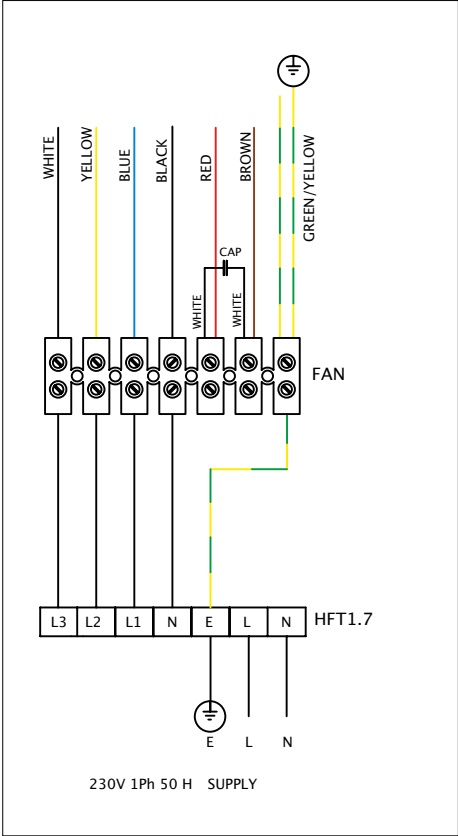 WHITE
YELLOW
BLUE
BLACK
RED
BROWN
GREEN/YELLOW
CAP
WHITE
WHITE
FAN
L3 L2 L1 N E L N HFT1.7
E L N
230V 1Ph 50 H SUPPLY